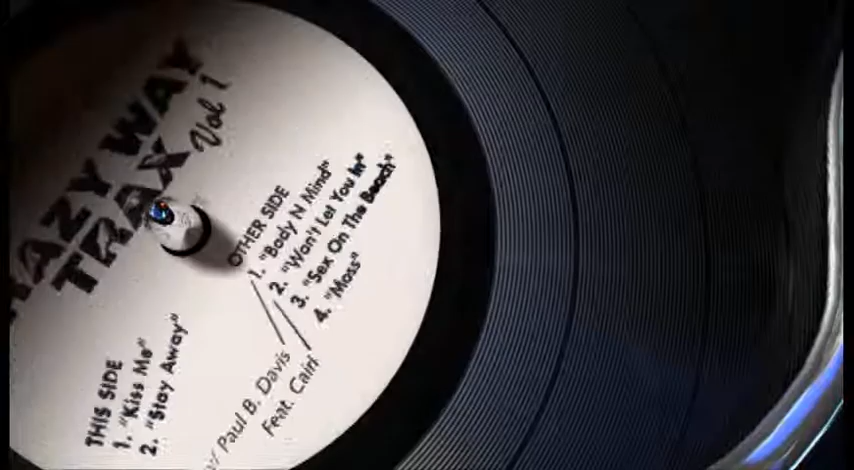 HAZY WAY
TRAX Vol 1
THIS SIDE
1. "Kiss Me"
2. "Stay Away"
OTHER SIDE
1. "Body N Mind"
2. "Won't Let You In"
3. "Sex On The Beach"
4. "Moss"
Paul B. Davis
Feat. Cairi